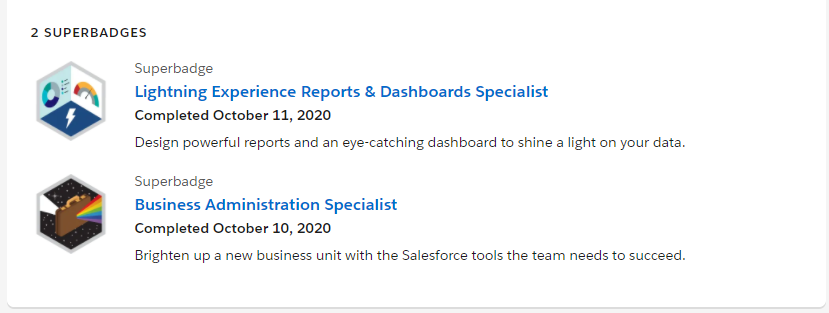 2 SUPERBADGES
Superbadge
Lightning Experience Reports & Dashboards Specialist
Completed October 11, 2020
Design powerful reports and an eye-catching dashboard to shine a light on your data.
Superbadge
Business Administration Specialist
Completed October 10, 2020
Brighten up a new business unit with the Salesforce tools the team needs to succeed.